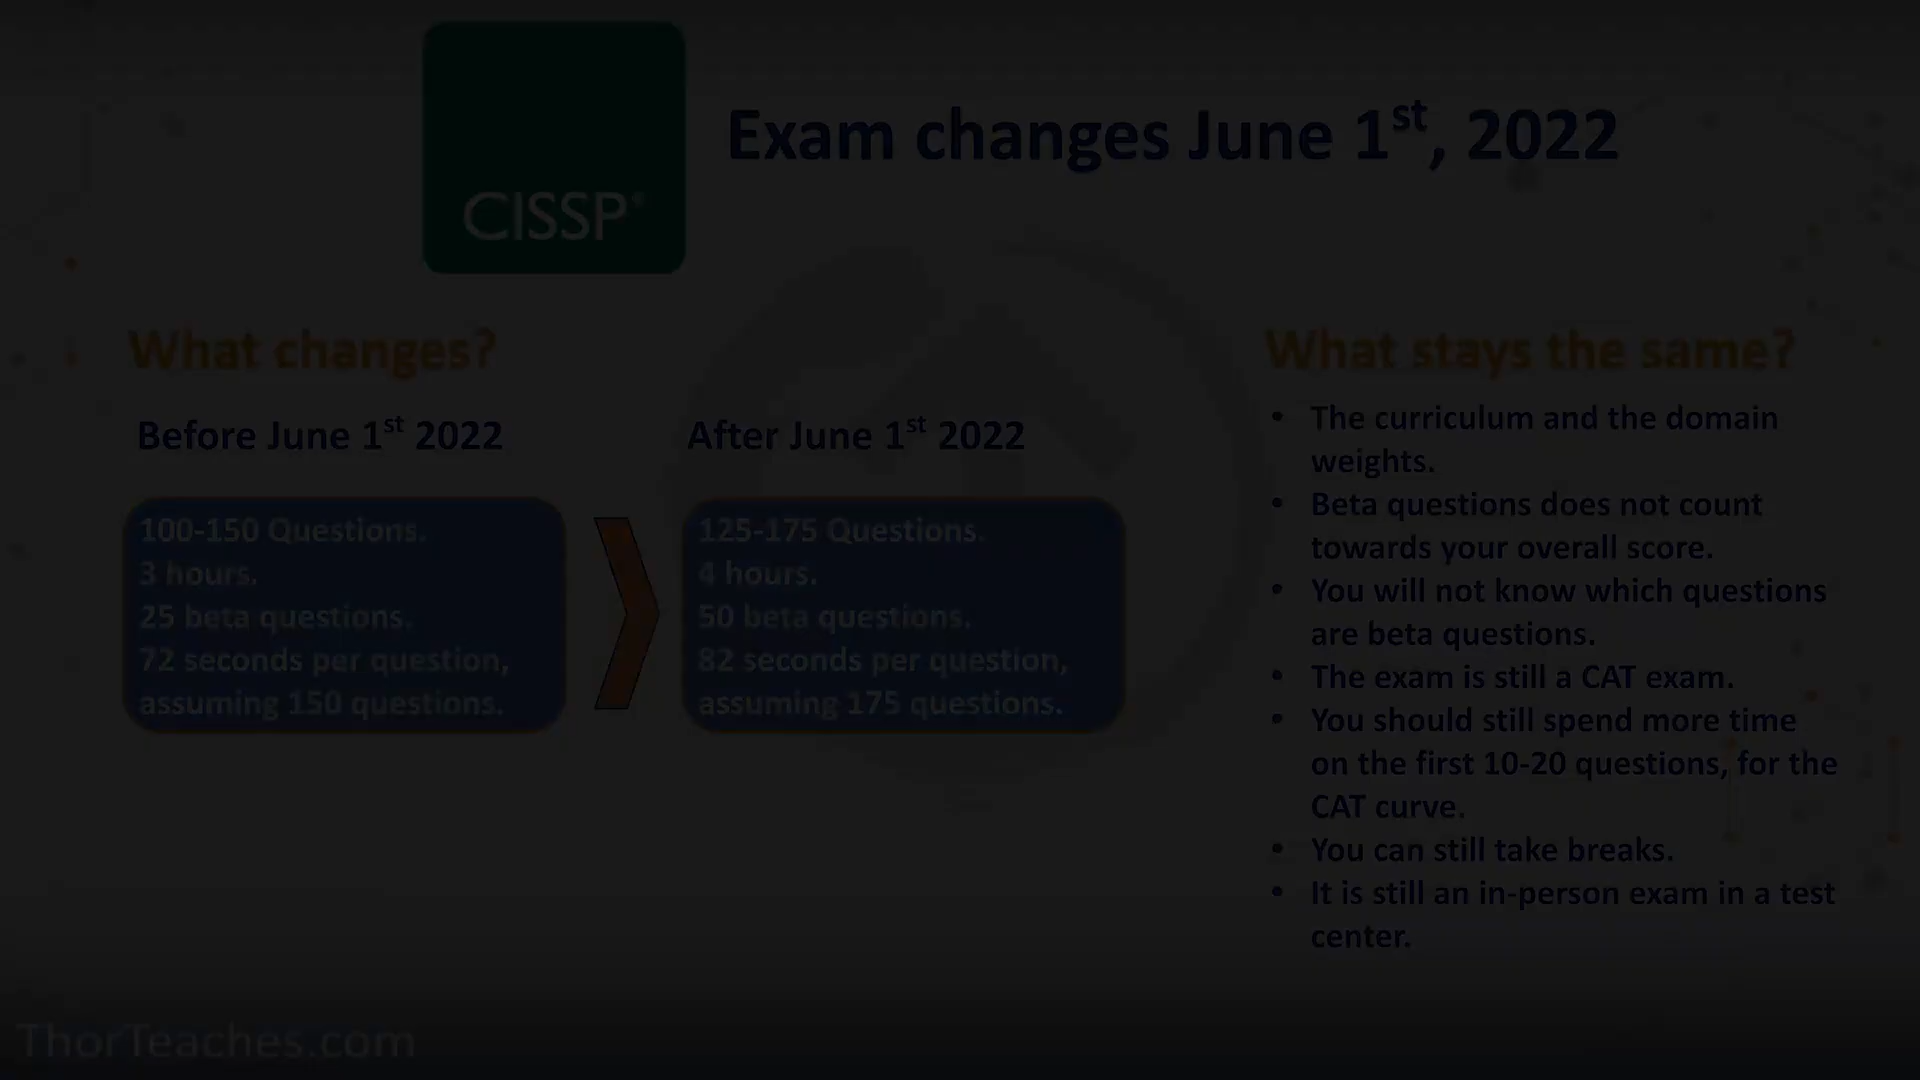 CISSP®
Exam changes June 1st, 2022
What changes?
Before June 1st 2022
After June 1st 2022
100-150 Questions.
3 hours.
25 beta questions.
72 seconds per question,
assuming 150 questions.
125-175 Questions.
4 hours.
50 beta questions.
82 seconds per question,
assuming 175 questions.
What stays the same?
• The curriculum and the domain
weights.
• Beta questions does not count
towards your overall score.
• You will not know which questions
are beta questions.
• The exam is still a CAT exam.
• You should still spend more time
on the first 10-20 questions, for the
CAT curve.
• You can still take breaks.
• It is still an in-person exam in a test
center.
ThorTeaches.com